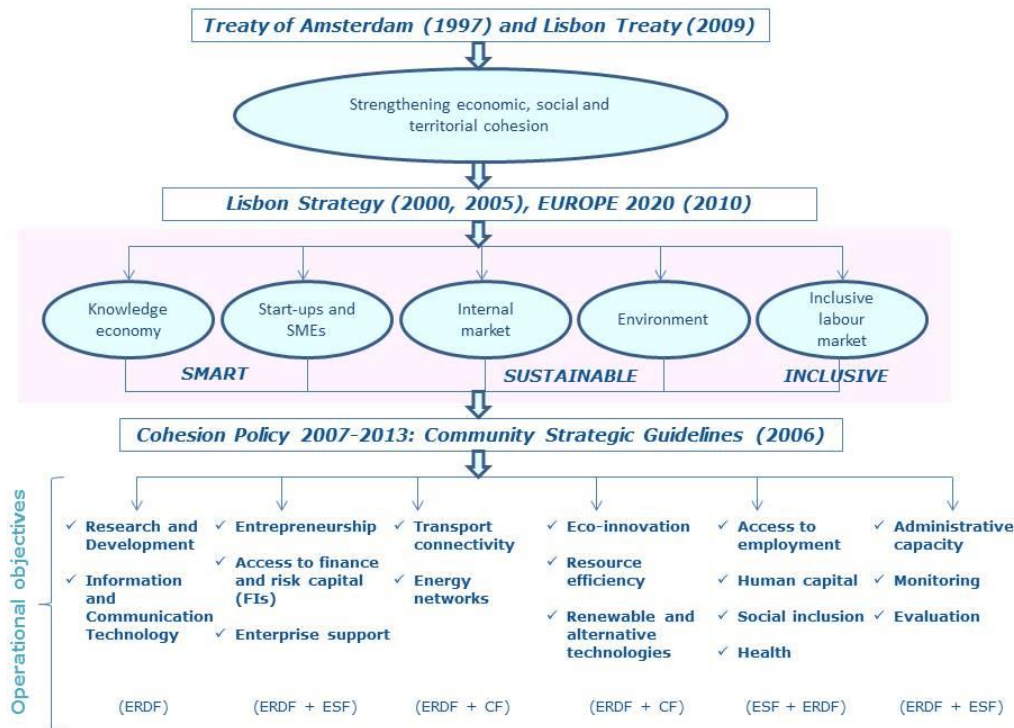 Treaty of Amsterdam (1997) and Lisbon Treaty (2009)
Strengthening economic, social and
territorial cohesion
Lisbon Strategy (2000, 2005), EUROPE 2020 (2010)
Knowledge
economy
Start-ups and
SMEs
Internal
market
Environment
Inclusive
labour
market
SMART
SUSTAINABLE
INCLUSIVE
Cohesion Policy 2007-2013: Community Strategic Guidelines (2006)
Operational objectives
✓ Research and
Development
✓ Information
and
Communication
Technology
(ERDF)
✓ Entrepreneurship
✓ Access to finance
and risk capital
(FIs)
✓ Enterprise support
(ERDF + ESF)
✓ Transport
connectivity
✓ Energy
networks
(ERDF + CF)
✓ Eco-innovation
✓ Resource
efficiency
✓ Renewable and
alternative
technologies
(ERDF + CF)
✓ Access to
employment
✓ Human capital
✓ Social inclusion
✓ Health
(ESF + ERDF)
✓ Administrative
capacity
✓ Monitoring
✓ Evaluation
(ERDF + ESF)